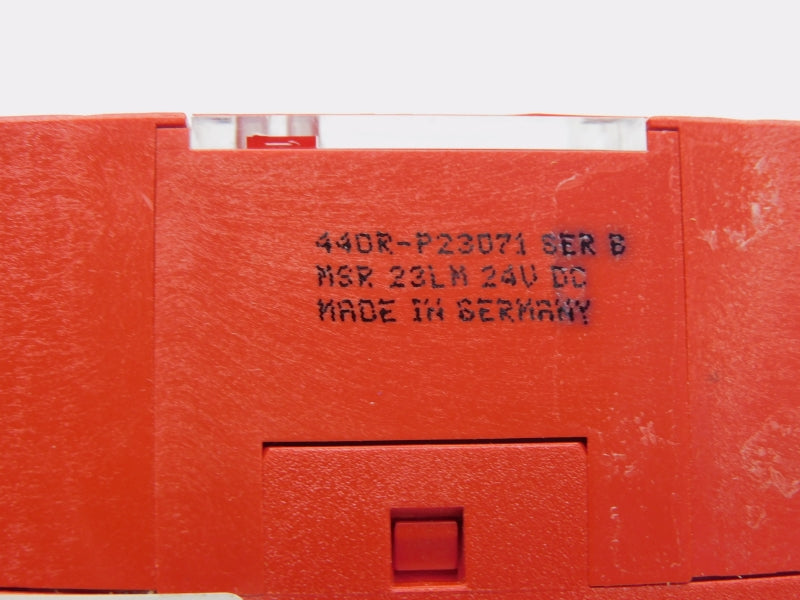 440R-P23071 SER B
MSR 23LM 24V DC
MADE IN GERMANY